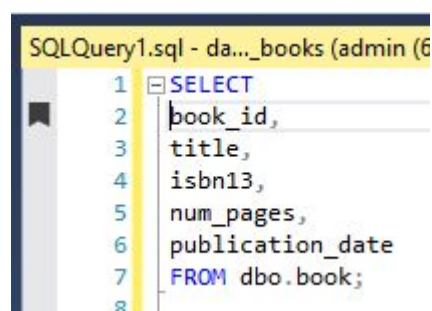 SQLQuery1.sql - da..._books (admin (6
1 SELECT
2 book_id,
3 title,
4 isbn13,
5 num_pages,
6 publication_date
7 FROM dbo.book;
8